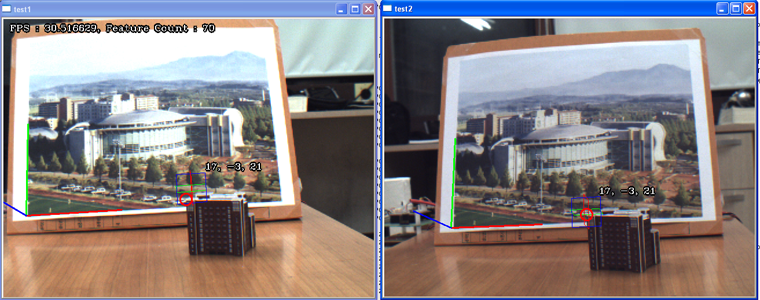 test1
FPS : 30.516629, Feature Count : 70
17, -3, 21
test2
17, -3, 21